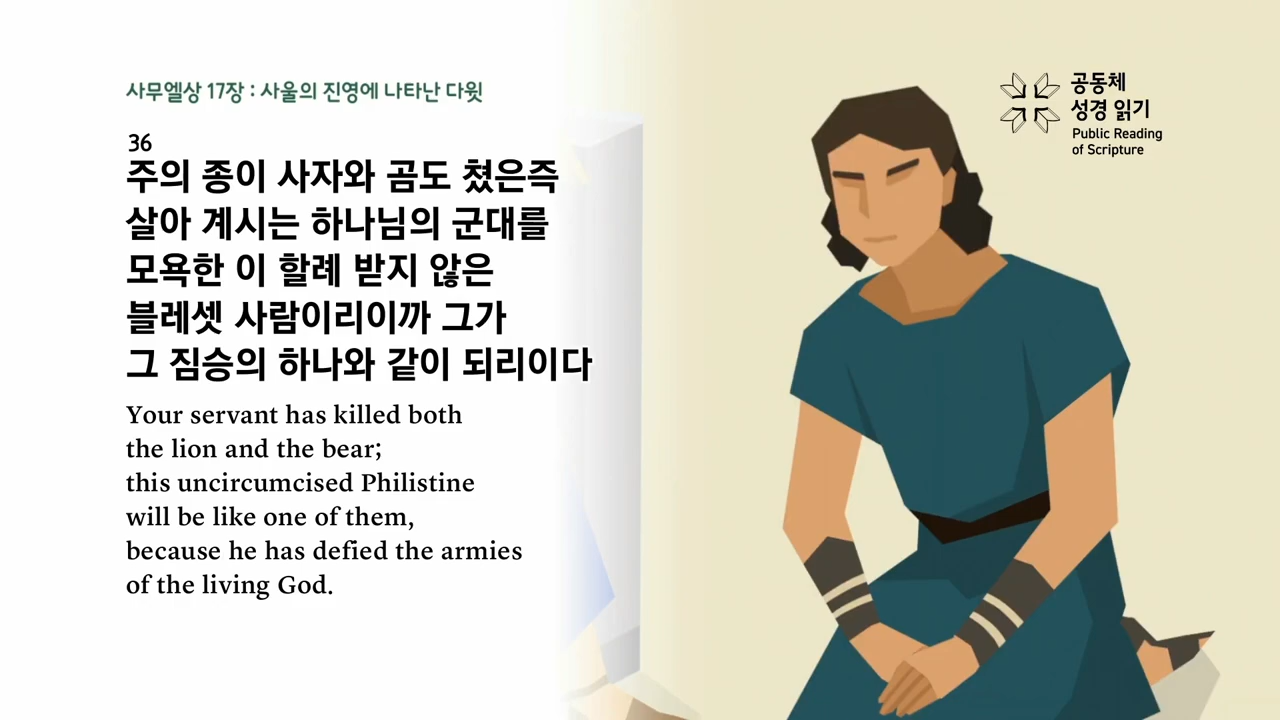 사무엘상 17장 : 사울의 진영에 나타난 다윗
36
주의 종이 사자와 곰도 쳤은즉
살아 계시는 하나님의 군대를
모욕한 이 할례 받지 않은
블레셋 사람이리이까 그가
그 짐승의 하나와 같이 되리이다
Your servant has killed both
the lion and the bear;
this uncircumcised Philistine
will be like one of them,
because he has defied the armies
of the living God.
공동체
성경 읽기
Public Reading
of Scripture